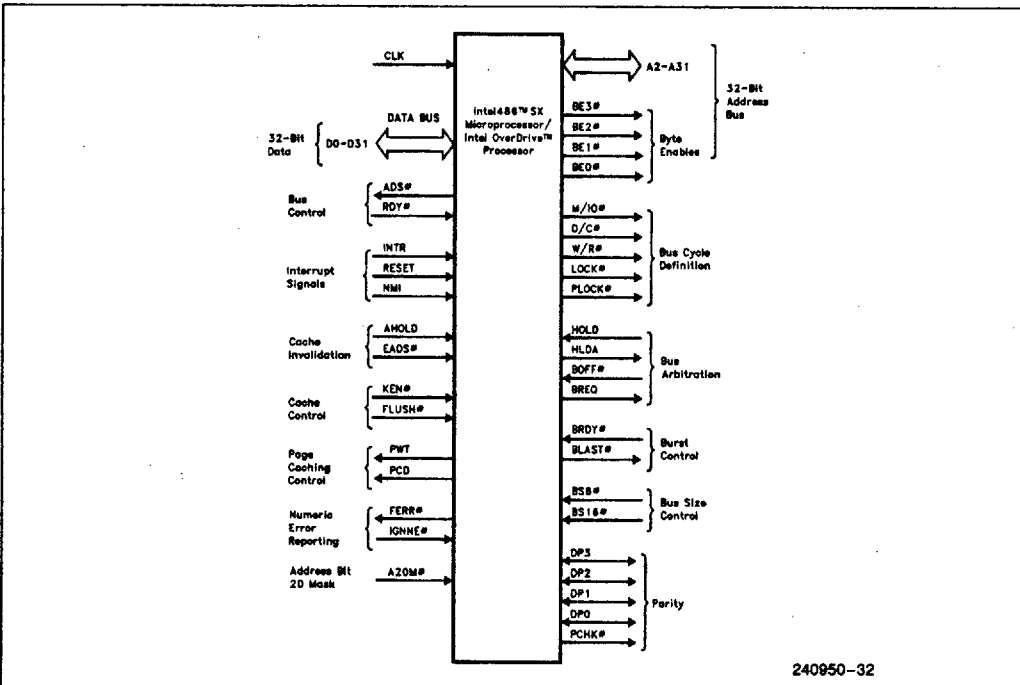 CLK
Intel486™ SX
Microprocessor/
Intel OverDrive™
Processor
A2-A31
32-Bit
Address
Bus
BE3#
BE2#
BE1#
BE0#
Byte
Enables
DATA BUS
32-Bit
Data
D0-D31
Bus
Control
ADS#
RDY#
M/IO#
D/C#
W/R#
LOCK#
PLOCK#
Bus Cycle
Definition
Interrupt
Signals
INTR
RESET
NMI
Cache
Invalidation
AHOLD
EADS#
HOLD
HLDA
BOFF#
BREQ
Bus
Arbitration
Cache
Control
KEN#
FLUSH#
BRDY#
BLAST#
Burst
Control
Page
Caching
Control
PWT
PCD
BS8#
BS16#
Bus Size
Control
Numeric
Error
Reporting
FERR#
IGNNE#
Address Bit
20 Mask
A20M#
DP3
DP2
DP1
DP0
PCHK#
Parity
240950-32